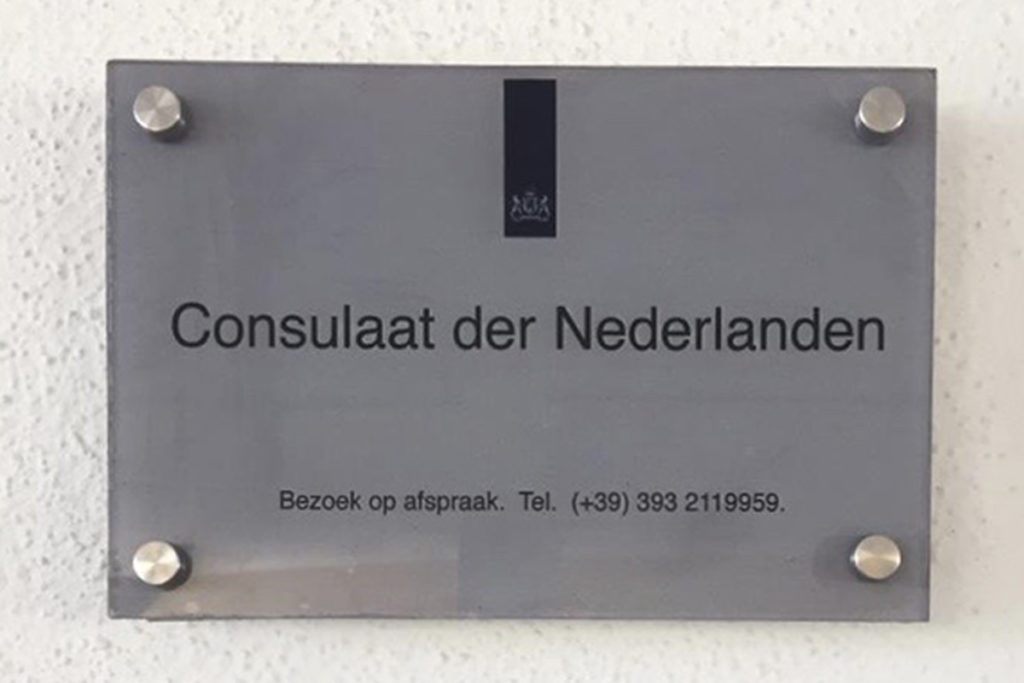 Consulaat der Nederlanden
Bezoek op afspraak. Tel. (+39) 393 2119959.